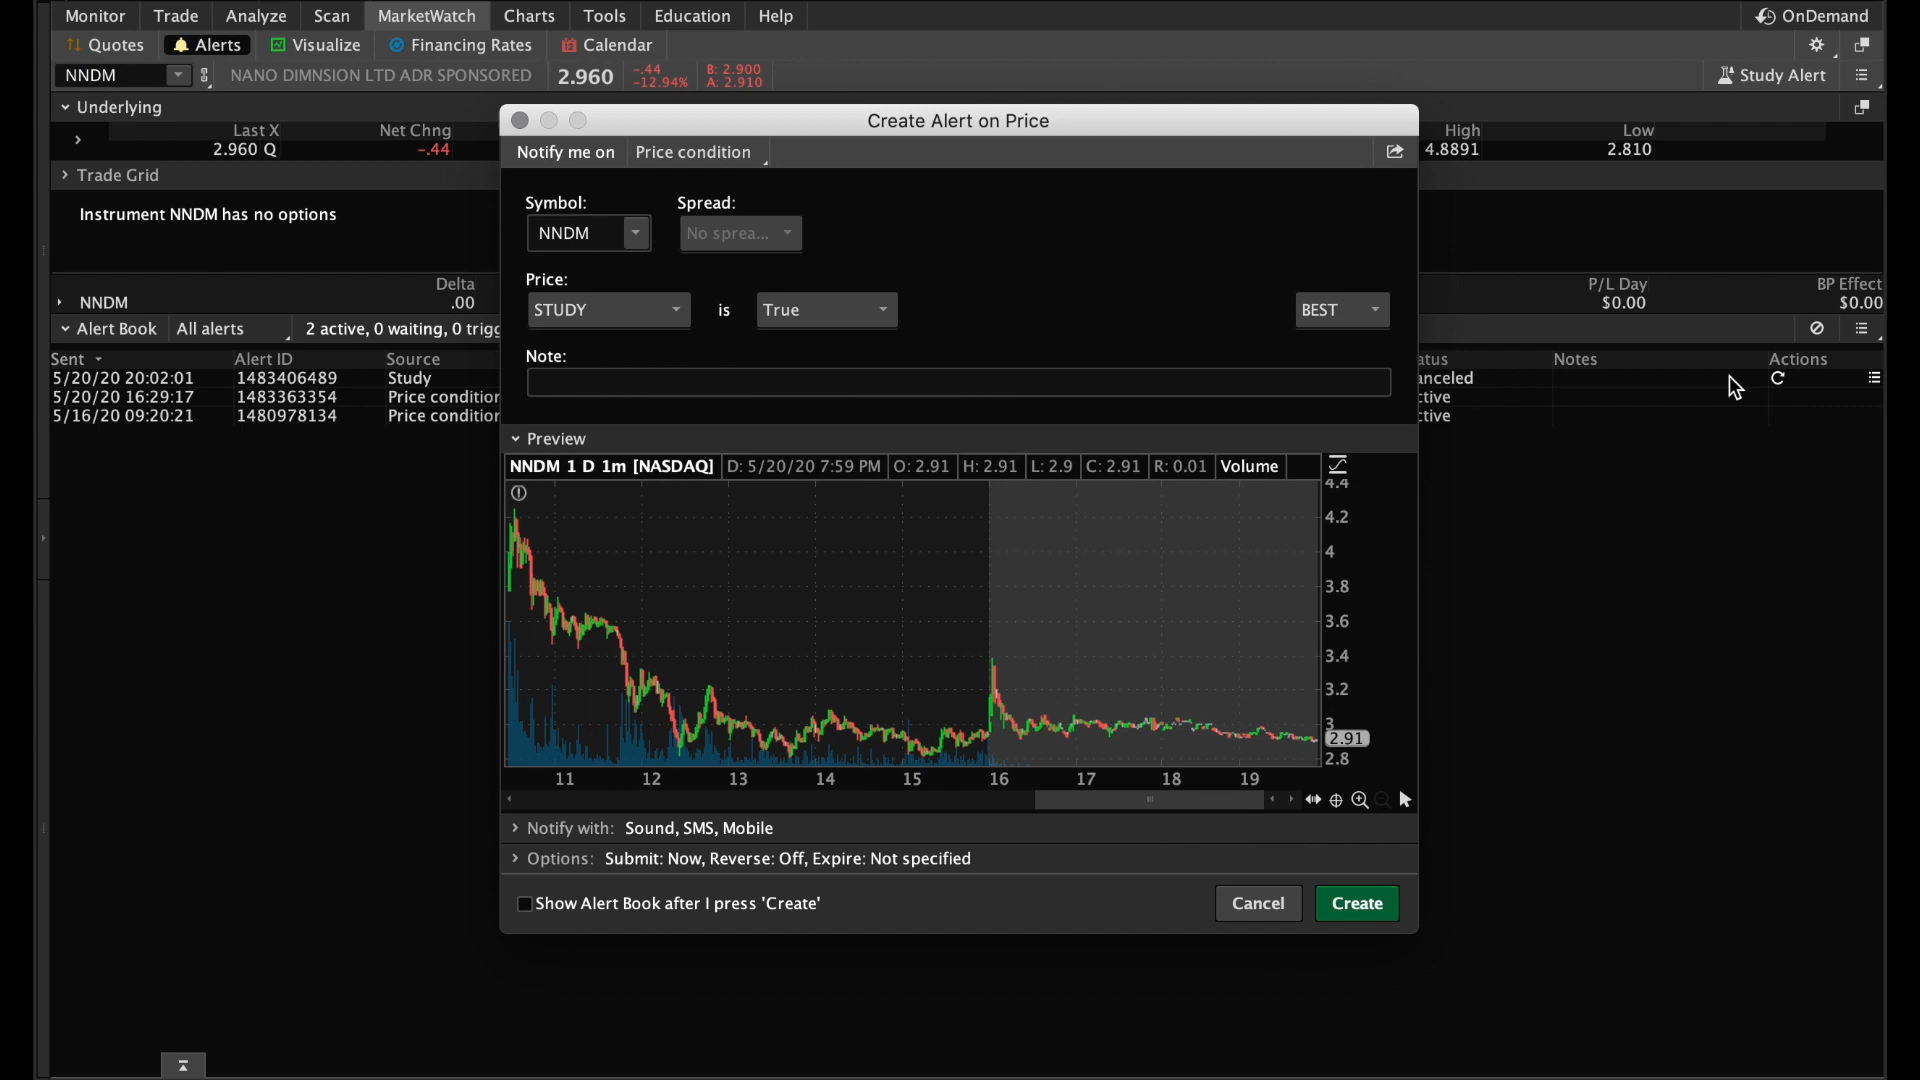 Monitor Trade Analyze Scan MarketWatch Charts Tools Education Help OnDemand
Quotes Alerts Visualize Financing Rates Calendar
NNDM NANO DIMNSION LTD ADR SPONSORED 2.960 -.44 -12.94% B: 2.900 A: 2.910 Study Alert
Underlying
Last X Net Chng High Low
2.960 Q -.44 4.8891 2.810
Trade Grid
Instrument NNDM has no options
Delta P/L Day BP Effect
NNDM .00 $0.00 $0.00
Alert Book All alerts 2 active, 0 waiting, 0 trigg
Sent Alert ID Source atus Notes Actions
5/20/20 20:02:01 1483406489 Study anceled
5/20/20 16:29:17 1483363354 Price condition ctive
5/16/20 09:20:21 1480978134 Price condition ctive
Create Alert on Price
Notify me on Price condition
Symbol: Spread:
NNDM No sprea...
Price:
STUDY is True BEST
Note:
Preview
NNDM 1 D 1m [NASDAQ] D: 5/20/20 7:59 PM O: 2.91 H: 2.91 L: 2.9 C: 2.91 R: 0.01 Volume
4.4
4.2
4
3.8
3.6
3.4
3.2
3
2.91
2.8
11 12 13 14 15 16 17 18 19
Notify with: Sound, SMS, Mobile
Options: Submit: Now, Reverse: Off, Expire: Not specified
Show Alert Book after I press 'Create' Cancel Create